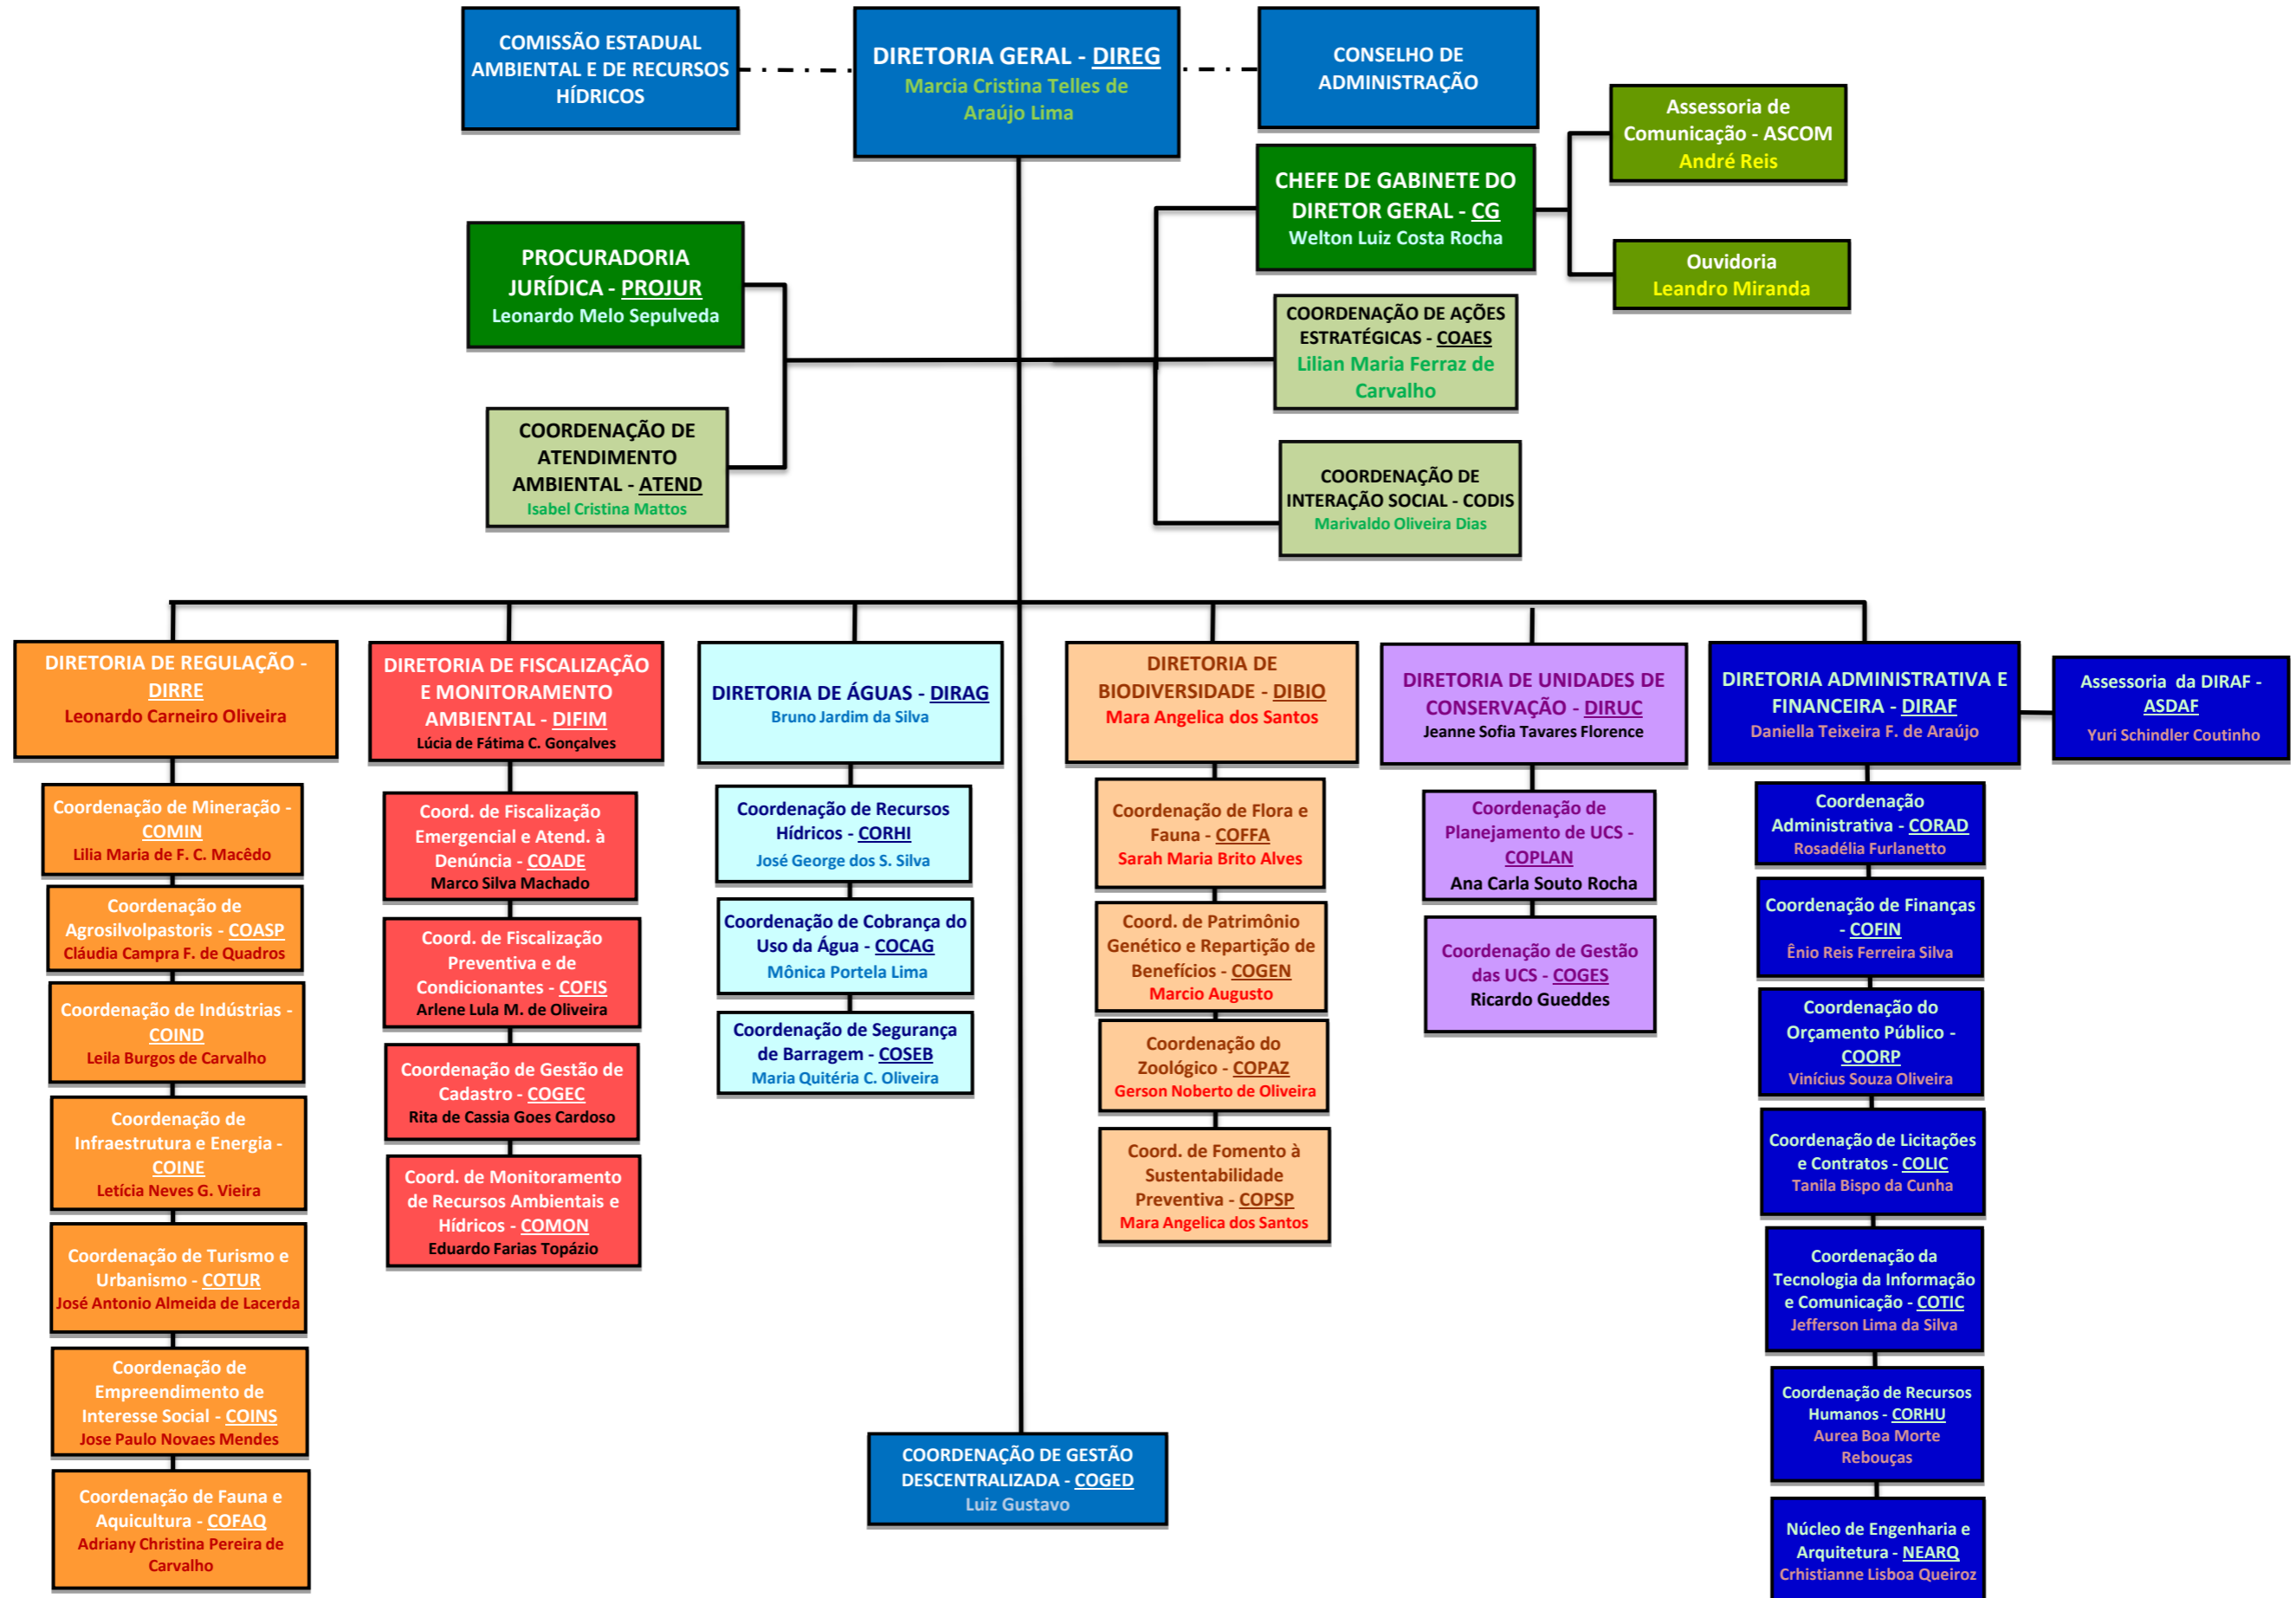 COMISSÃO ESTADUAL
AMBIENTAL E DE RECURSOS
HÍDRICOS
DIRETORIA GERAL - DIREG
Marcia Cristina Telles de
Araújo Lima
CONSELHO DE
ADMINISTRAÇÃO
Assessoria de
Comunicação - ASCOM
André Reis
CHEFE DE GABINETE DO
DIRETOR GERAL - CG
Welton Luiz Costa Rocha
Ouvidoria
Leandro Miranda
PROCURADORIA
JURÍDICA - PROJUR
Leonardo Melo Sepulveda
COORDENAÇÃO DE AÇÕES
ESTRATÉGICAS - COAES
Lilian Maria Ferraz de
Carvalho
COORDENAÇÃO DE
ATENDIMENTO
AMBIENTAL - ATEND
Isabel Cristina Mattos
COORDENAÇÃO DE
INTERAÇÃO SOCIAL - CODIS
Marivaldo Oliveira Dias
DIRETORIA DE REGULAÇÃO -
DIRRE
Leonardo Carneiro Oliveira
Coordenação de Mineração -
COMIN
Lilia Maria de F. C. Macêdo
Coordenação de
Agrosilvolpastoris - COASP
Cláudia Campra F. de Quadros
Coordenação de Indústrias -
COIND
Leila Burgos de Carvalho
Coordenação de
Infraestrutura e Energia -
COINE
Letícia Neves G. Vieira
Coordenação de Turismo e
Urbanismo - COTUR
José Antonio Almeida de Lacerda
Coordenação de
Empreendimento de
Interesse Social - COINS
Jose Paulo Novaes Mendes
Coordenação de Fauna e
Aquicultura - COFAQ
Adriany Christina Pereira de
Carvalho
DIRETORIA DE FISCALIZAÇÃO
E MONITORAMENTO
AMBIENTAL - DIFIM
Lúcia de Fátima C. Gonçalves
Coord. de Fiscalização
Emergencial e Atend. à
Denúncia - COADE
Marco Silva Machado
Coord. de Fiscalização
Preventiva e de
Condicionantes - COFIS
Arlene Lula M. de Oliveira
Coordenação de Gestão de
Cadastro - COGEC
Rita de Cassia Goes Cardoso
Coord. de Monitoramento
de Recursos Ambientais e
Hídricos - COMON
Eduardo Farias Topázio
DIRETORIA DE ÁGUAS - DIRAG
Bruno Jardim da Silva
Coordenação de Recursos
Hídricos - CORHI
José George dos S. Silva
Coordenação de Cobrança do
Uso da Água - COCAG
Mônica Portela Lima
Coordenação de Segurança
de Barragem - COSEB
Maria Quitéria C. Oliveira
COORDENAÇÃO DE GESTÃO
DESCENTRALIZADA - COGED
Luiz Gustavo
DIRETORIA DE
BIODIVERSIDADE - DIBIO
Mara Angelica dos Santos
Coordenação de Flora e
Fauna - COFFA
Sarah Maria Brito Alves
Coord. de Patrimônio
Genético e Repartição de
Benefícios - COGEN
Marcio Augusto
Coordenação do
Zoológico - COPAZ
Gerson Noberto de Oliveira
Coord. de Fomento à
Sustentabilidade
Preventiva - COPSP
Mara Angelica dos Santos
DIRETORIA DE UNIDADES DE
CONSERVAÇÃO - DIRUC
Jeanne Sofia Tavares Florence
Coordenação de
Planejamento de UCS -
COPLAN
Ana Carla Souto Rocha
Coordenação de Gestão
das UCS - COGES
Ricardo Gueddes
DIRETORIA ADMINISTRATIVA E
FINANCEIRA - DIRAF
Daniella Teixeira F. de Araújo
Assessoria da DIRAF -
ASDAF
Yuri Schindler Coutinho
Coordenação
Administrativa - CORAD
Rosadélia Furlanetto
Coordenação de Finanças
- COFIN
Ênio Reis Ferreira Silva
Coordenação do
Orçamento Público -
COORP
Vinícius Souza Oliveira
Coordenação de Licitações
e Contratos - COLIC
Tanila Bispo da Cunha
Coordenação da
Tecnologia da Informação
e Comunicação - COTIC
Jefferson Lima da Silva
Coordenação de Recursos
Humanos - CORHU
Aurea Boa Morte
Rebouças
Núcleo de Engenharia e
Arquitetura - NEARQ
Crhistianne Lisboa Queiroz